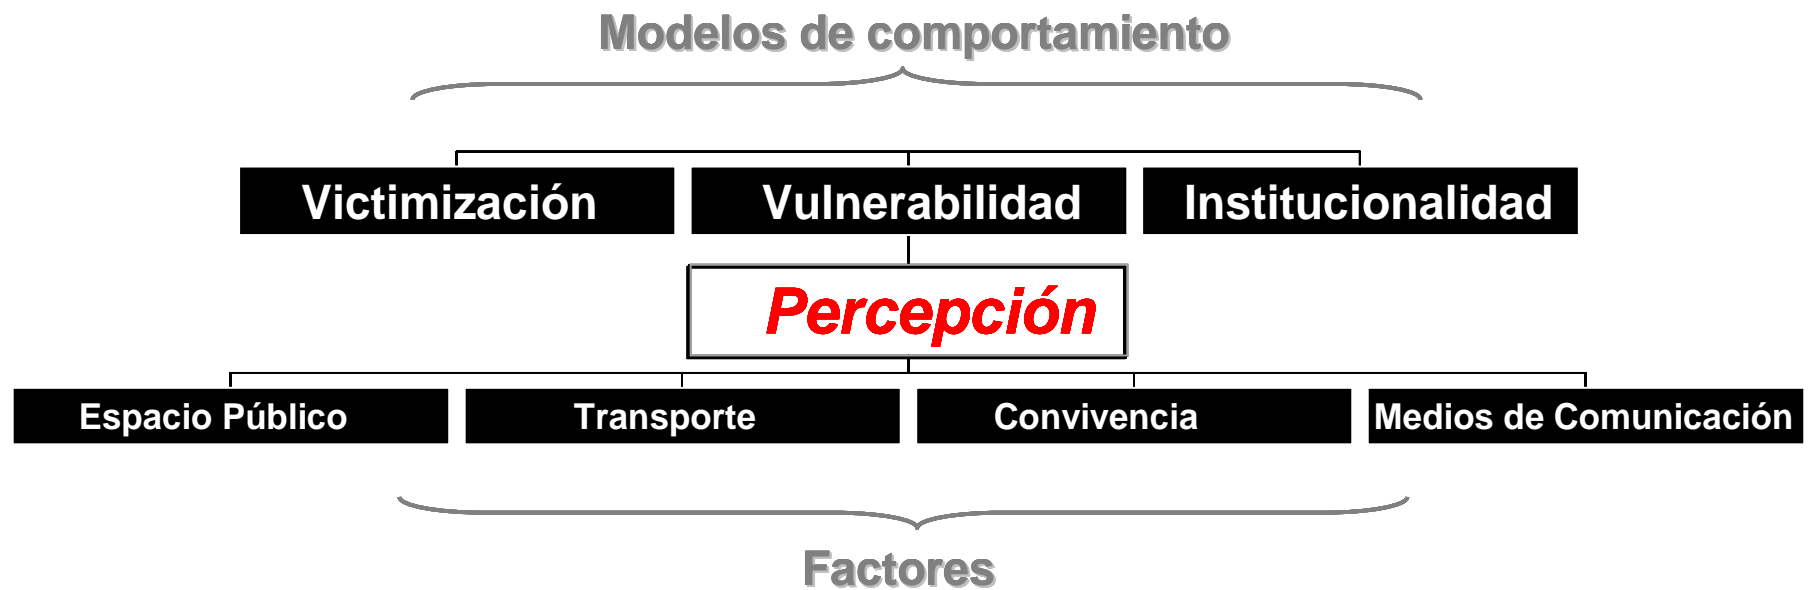 Modelos de comportamiento
Victimización Vulnerabilidad Institucionalidad
Percepción
Espacio Público Transporte Convivencia Medios de Comunicación
Factores